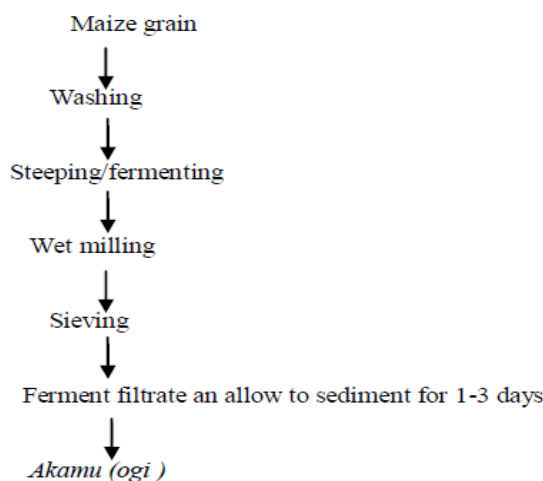 Maize grain
Washing
Steeping/fermenting
Wet milling
Sieving
Ferment filtrate an allow to sediment for 1-3 days
Akamu (ogi )